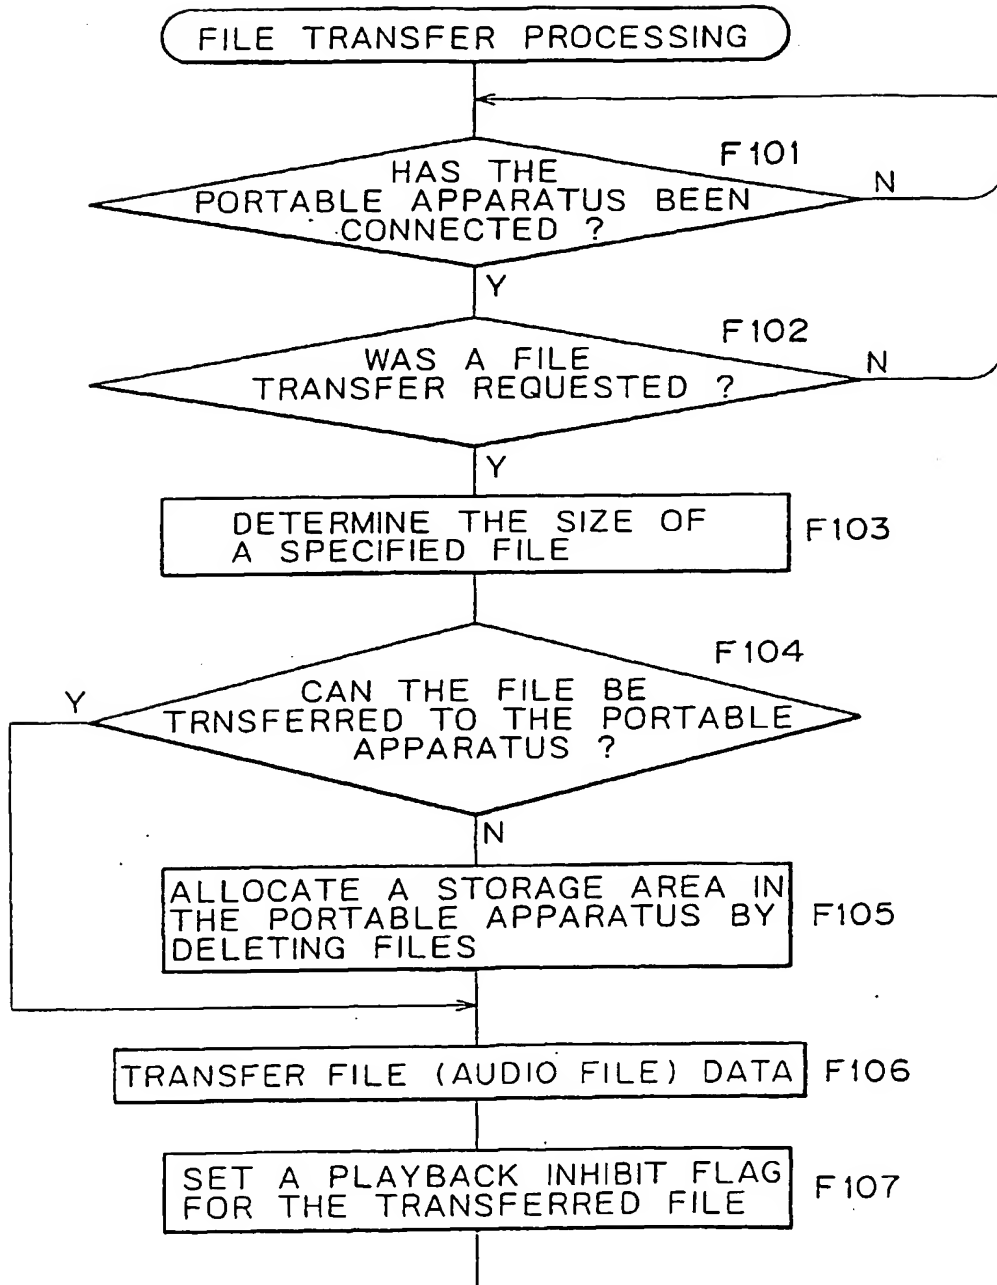 FILE TRANSFER PROCESSING
F101
HAS THE
PORTABLE APPARATUS BEEN
CONNECTED ?
N
Y
F102
WAS A FILE
TRANSFER REQUESTED ?
N
Y
DETERMINE THE SIZE OF
A SPECIFIED FILE
F103
F104
Y
CAN THE FILE BE
TRNSFERRED TO THE PORTABLE
APPARATUS ?
N
ALLOCATE A STORAGE AREA IN
THE PORTABLE APPARATUS BY
DELETING FILES
F105
TRANSFER FILE (AUDIO FILE) DATA
F106
SET A PLAYBACK INHIBIT FLAG
FOR THE TRANSFERRED FILE
F107